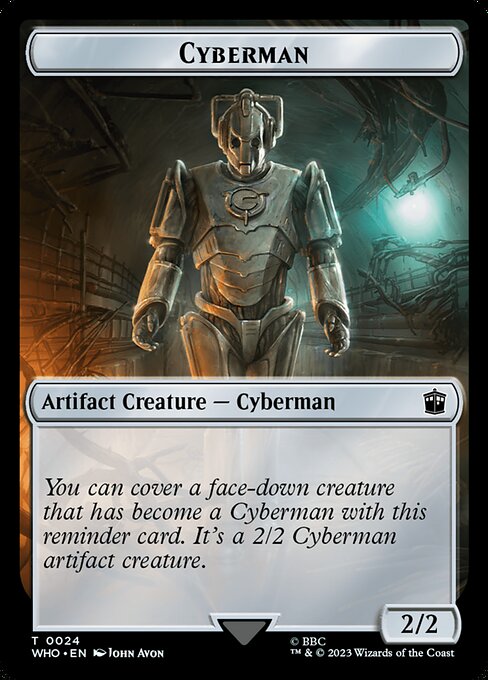 Cyberman
Artifact Creature — Cyberman
You can cover a face-down creature
that has become a Cyberman with this
reminder card. It's a 2/2 Cyberman
artifact creature.
2/2
T 0024
WHO • EN John Avon
© BBC
™ & © 2023 Wizards of the Coast